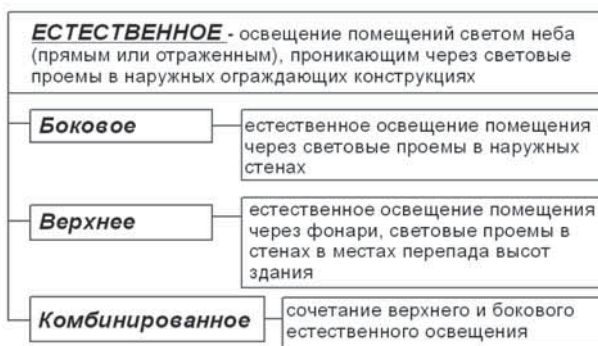 ЕСТЕСТВЕННОЕ - освещение помещений светом неба
(прямым или отраженным), проникающим через световые
проемы в наружных ограждающих конструкциях
Боковое
естественное освещение помещения
через световые проемы в наружных
стенах
Верхнее
естественное освещение помещения
через фонари, световые проемы в
стенах в местах перепада высот
здания
Комбинированное
сочетание верхнего и бокового
естественного освещения